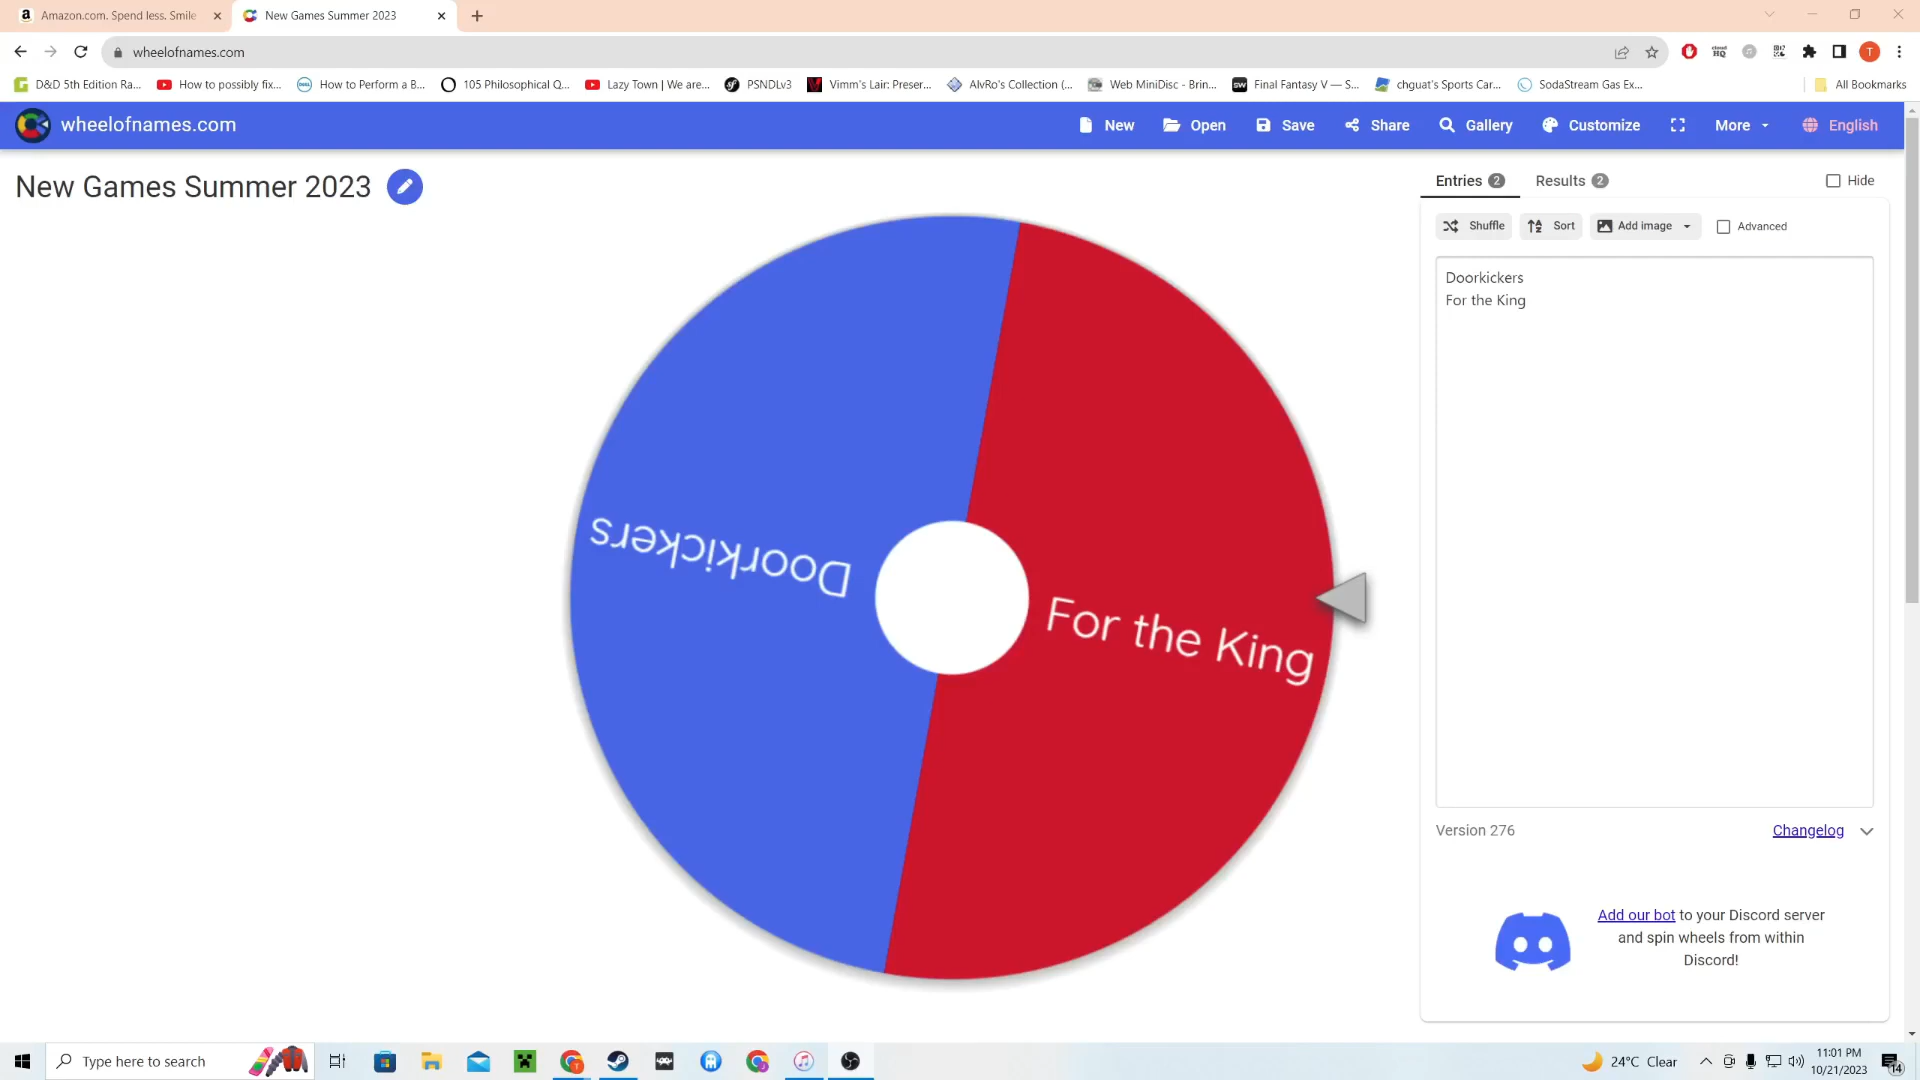 Amazon.com. Spend less. Smile
New Games Summer 2023
wheelofnames.com
D&D 5th Edition Ra...
How to possibly fix...
How to Perform a B...
105 Philosophical Q...
Lazy Town | We are...
PSNDLv3
Vimm's Lair: Preser...
AlvRo's Collection (...
Web MiniDisc - Brin...
Final Fantasy V — S...
chguat's Sports Car...
SodaStream Gas Ex...
All Bookmarks
wheelofnames.com
New
Open
Save
Share
Gallery
Customize
More
English
New Games Summer 2023
Entries 2
Results 2
Hide
Shuffle
Sort
Add image
Advanced
Doorkickers
For the King
Doorkickers
For the King
Version 276
Changelog
Add our bot to your Discord server
and spin wheels from within
Discord!
Type here to search
24°C Clear
11:01 PM
10/21/2023
14